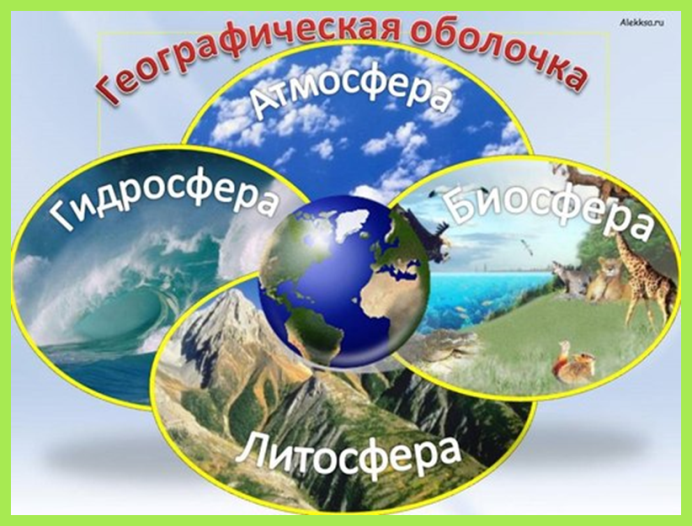 Alekksa.ru
Географическая оболочка
Атмосфера
Гидросфера
Биосфера
Литосфера